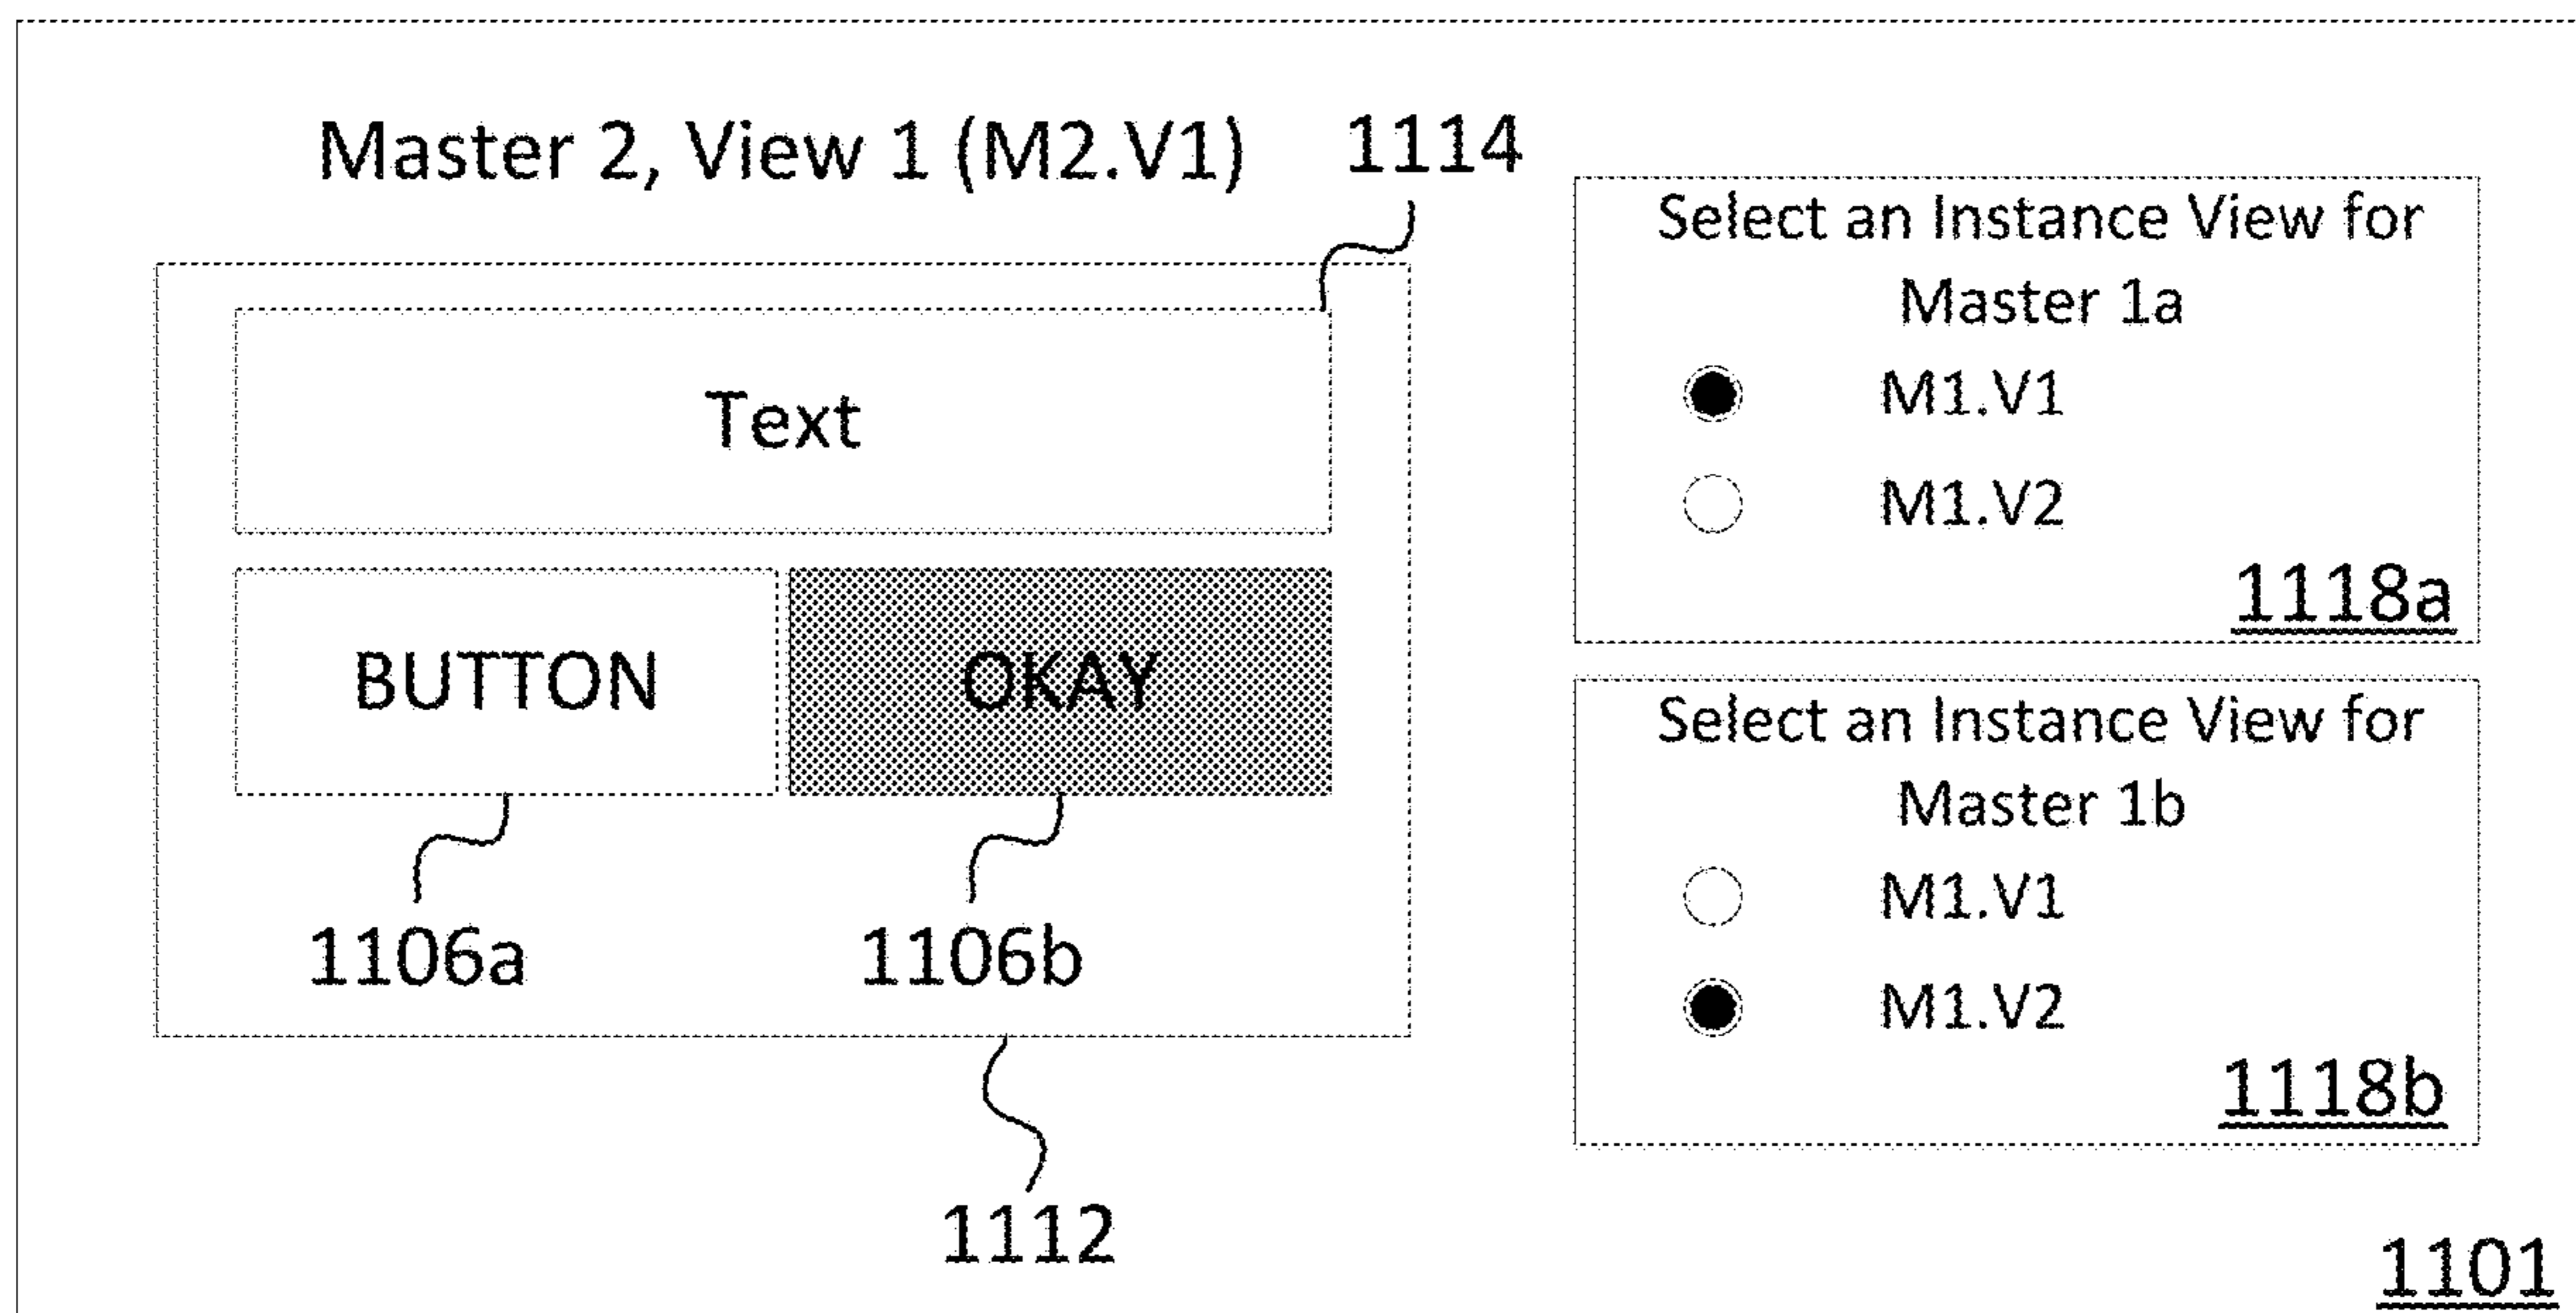 Master 2, View 1 (M2.V1)
1114
Text
BUTTON
OKAY
1106a
1106b
1112
Select an Instance View for
Master 1a
M1.V1
M1.V2
1118a
Select an Instance View for
Master 1b
M1.V1
M1.V2
1118b
1101